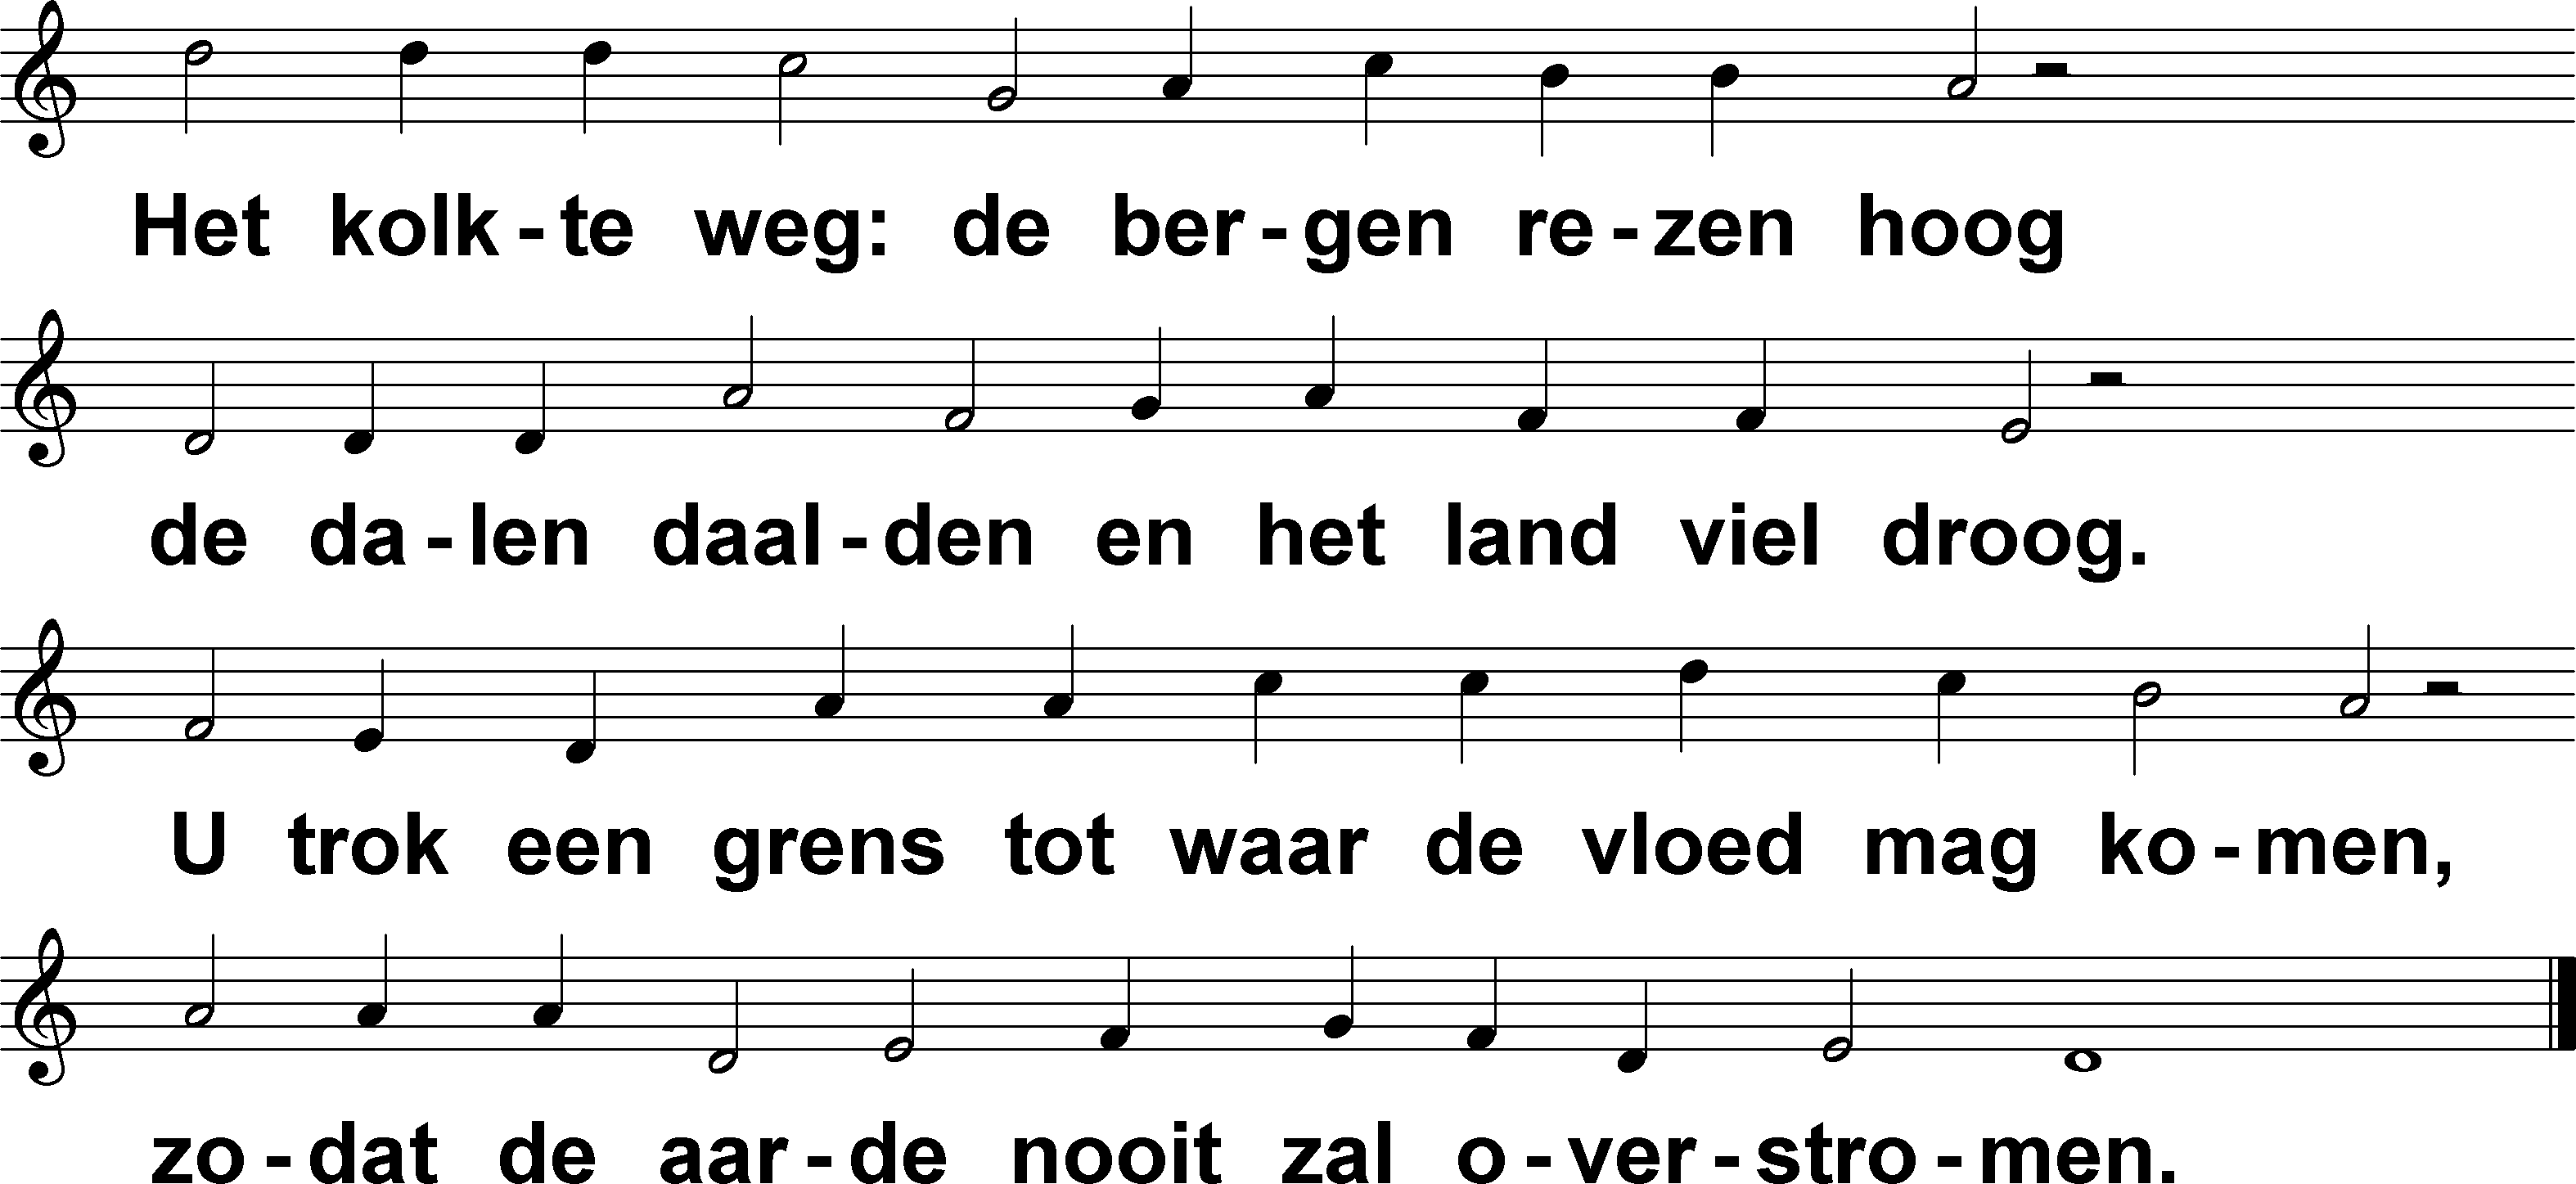 Het kolk-te weg: de ber-gen re-zen hoog
de da-len daal-den en het land viel droog.
U trok een grens tot waar de vloed mag ko-men,
zo-dat de aar-de nooit zal o-ver-stro-men.